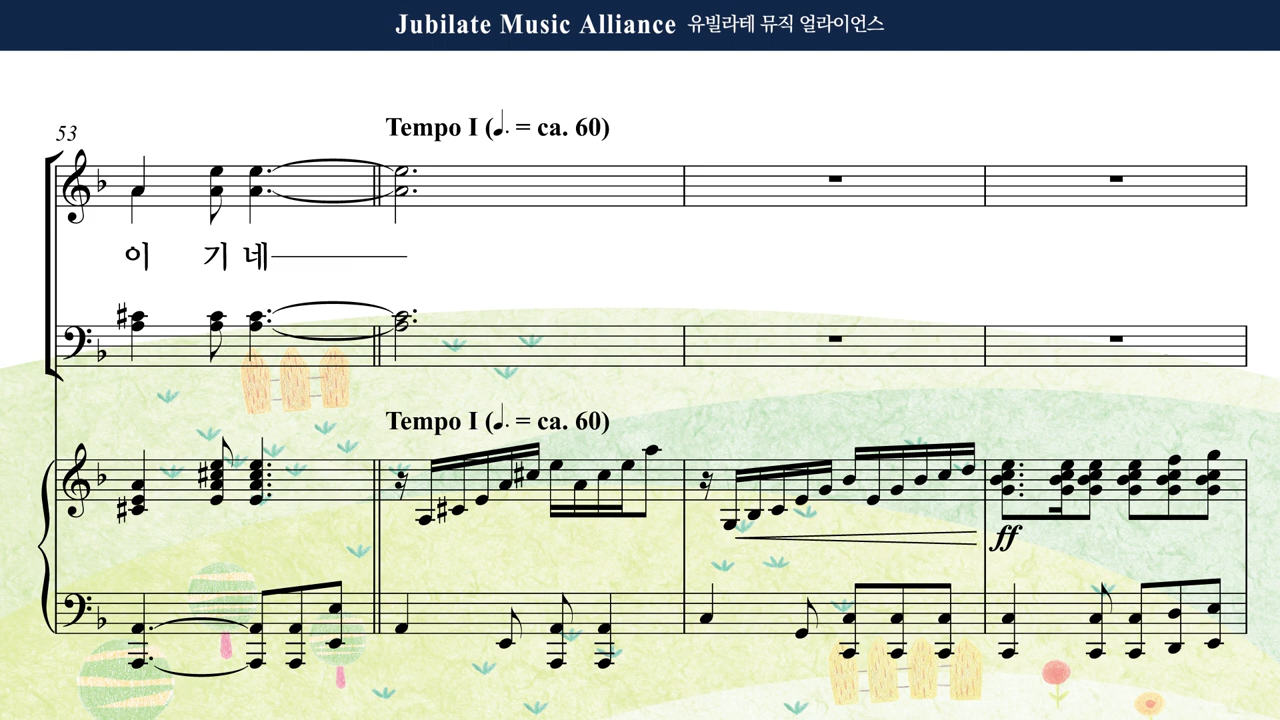 Jubilate Music Alliance 유빌라테 뮤직 얼라이언스
Tempo I (♩. = ca. 60)
53
이 기 네
Tempo I (♩. = ca. 60)
ff